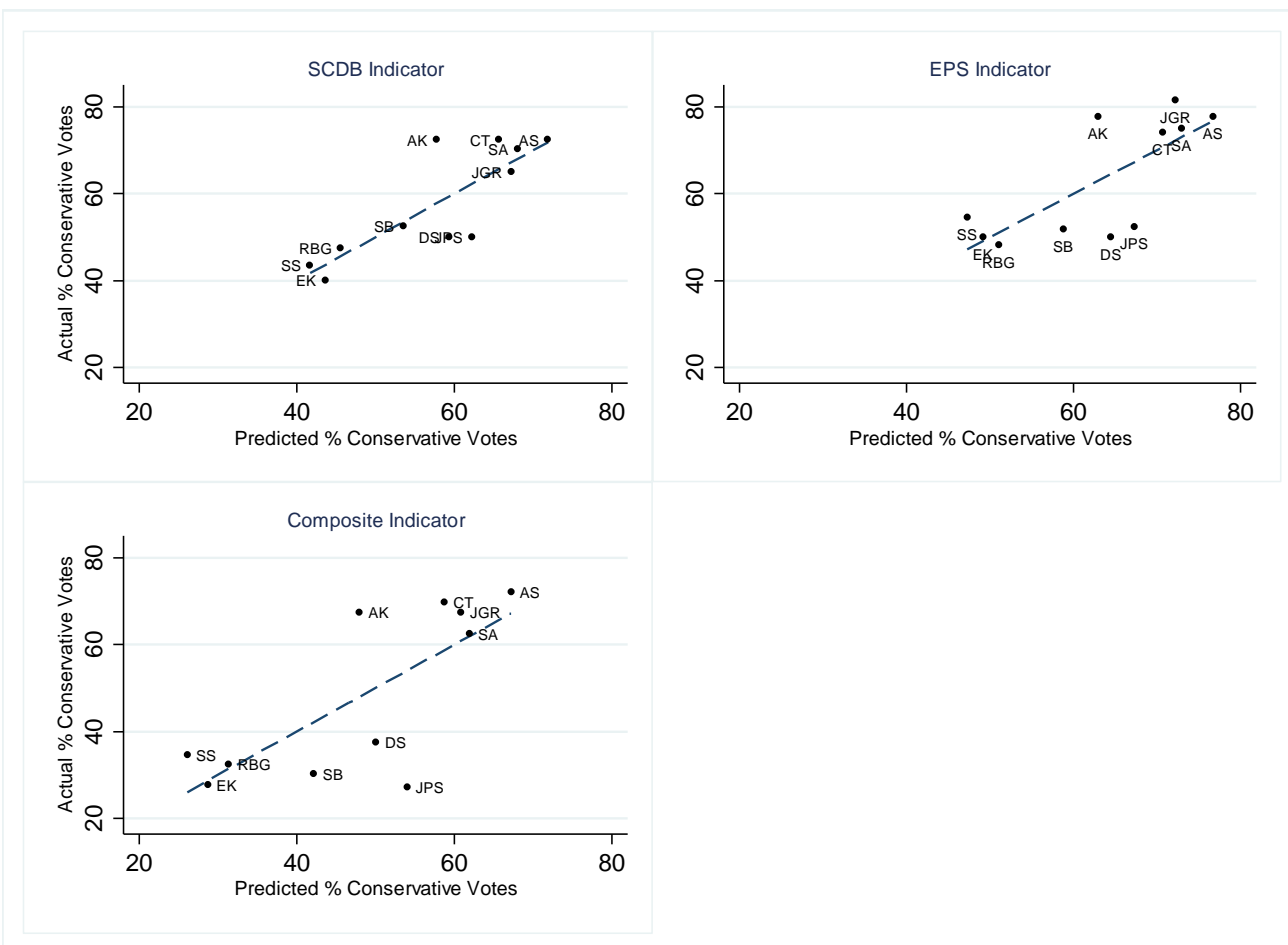 SCDB Indicator
Actual % Conservative Votes
80
60
40
20
AK
CT
AS
SA
JGR
SB
DS
JPS
RBG
SS
EK
20 40 60 80
Predicted % Conservative Votes
EPS Indicator
80
60
40
20
JGR
AK
AS
SA
CT
SS
EK
RBG
SB
DS
JPS
20 40 60 80
Predicted % Conservative Votes
Composite Indicator
Actual % Conservative Votes
80
60
40
20
AS
CT
AK
JGR
SA
DS
SS
RBG
SB
EK
JPS
20 40 60 80
Predicted % Conservative Votes